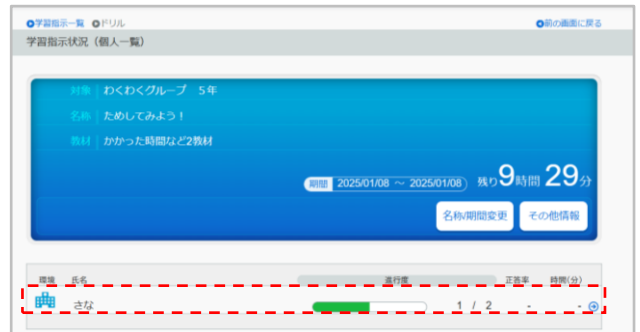 学習指示一覧 ドリル 前の画面に戻る
学習指示状況（個人一覧）
対象 わくわくグループ 5年
名称 ためしてみよう！
教材 かかった時間など2教材
期間 2025/01/08 ～ 2025/01/08 残り9時間29分
名称/期間変更 その他情報
環境 氏名 進行度 正答率 時間(分)
さな 1 / 2 - -